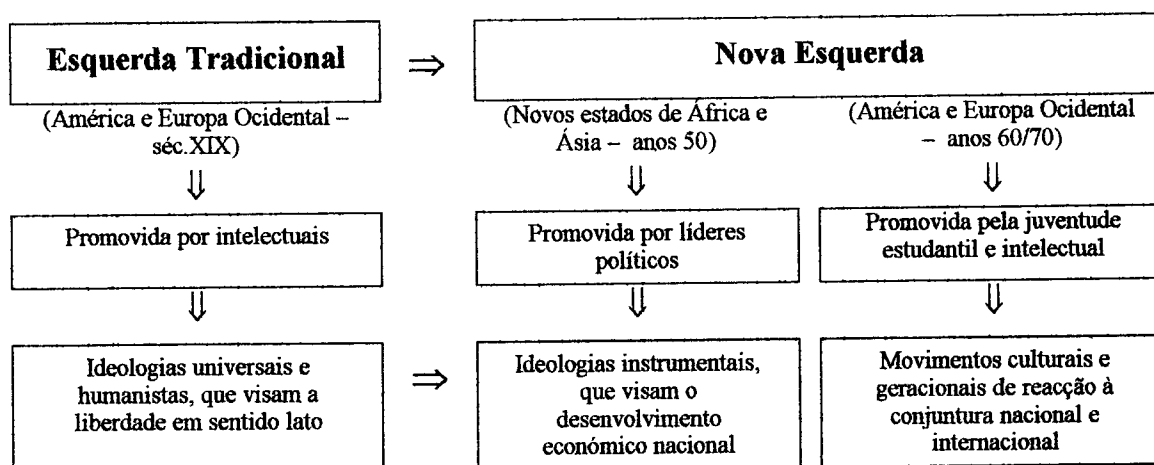 Esquerda Tradicional
⇒
Nova Esquerda
(América e Europa Ocidental –
séc.XIX)
(Novos estados de África e
Ásia – anos 50)
(América e Europa Ocidental
– anos 60/70)
⇓
⇓
⇓
Promovida por intelectuais
Promovida por líderes
políticos
Promovida pela juventude
estudantil e intelectual
⇓
⇓
⇓
Ideologias universais e
humanistas, que visam a
liberdade em sentido lato
⇒
Ideologias instrumentais,
que visam o
desenvolvimento
económico nacional
Movimentos culturais e
geracionais de reacção à
conjuntura nacional e
internacional